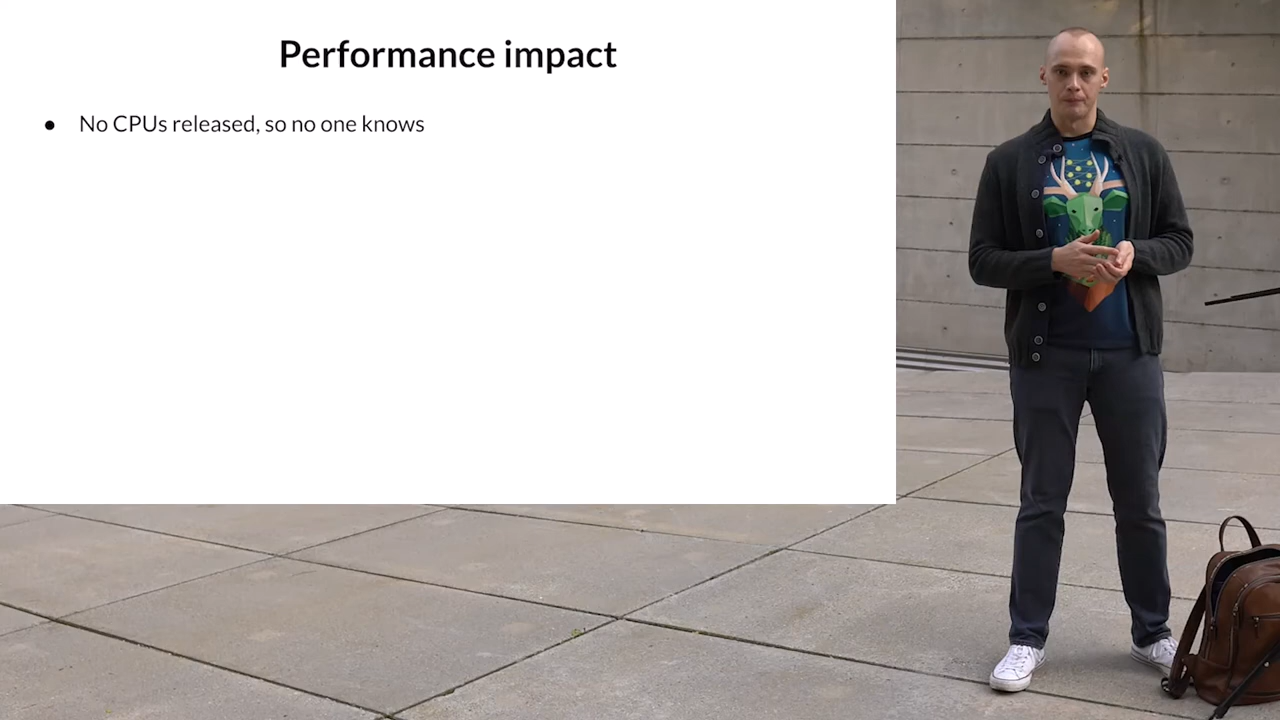 Performance impact
● No CPUs released, so no one knows